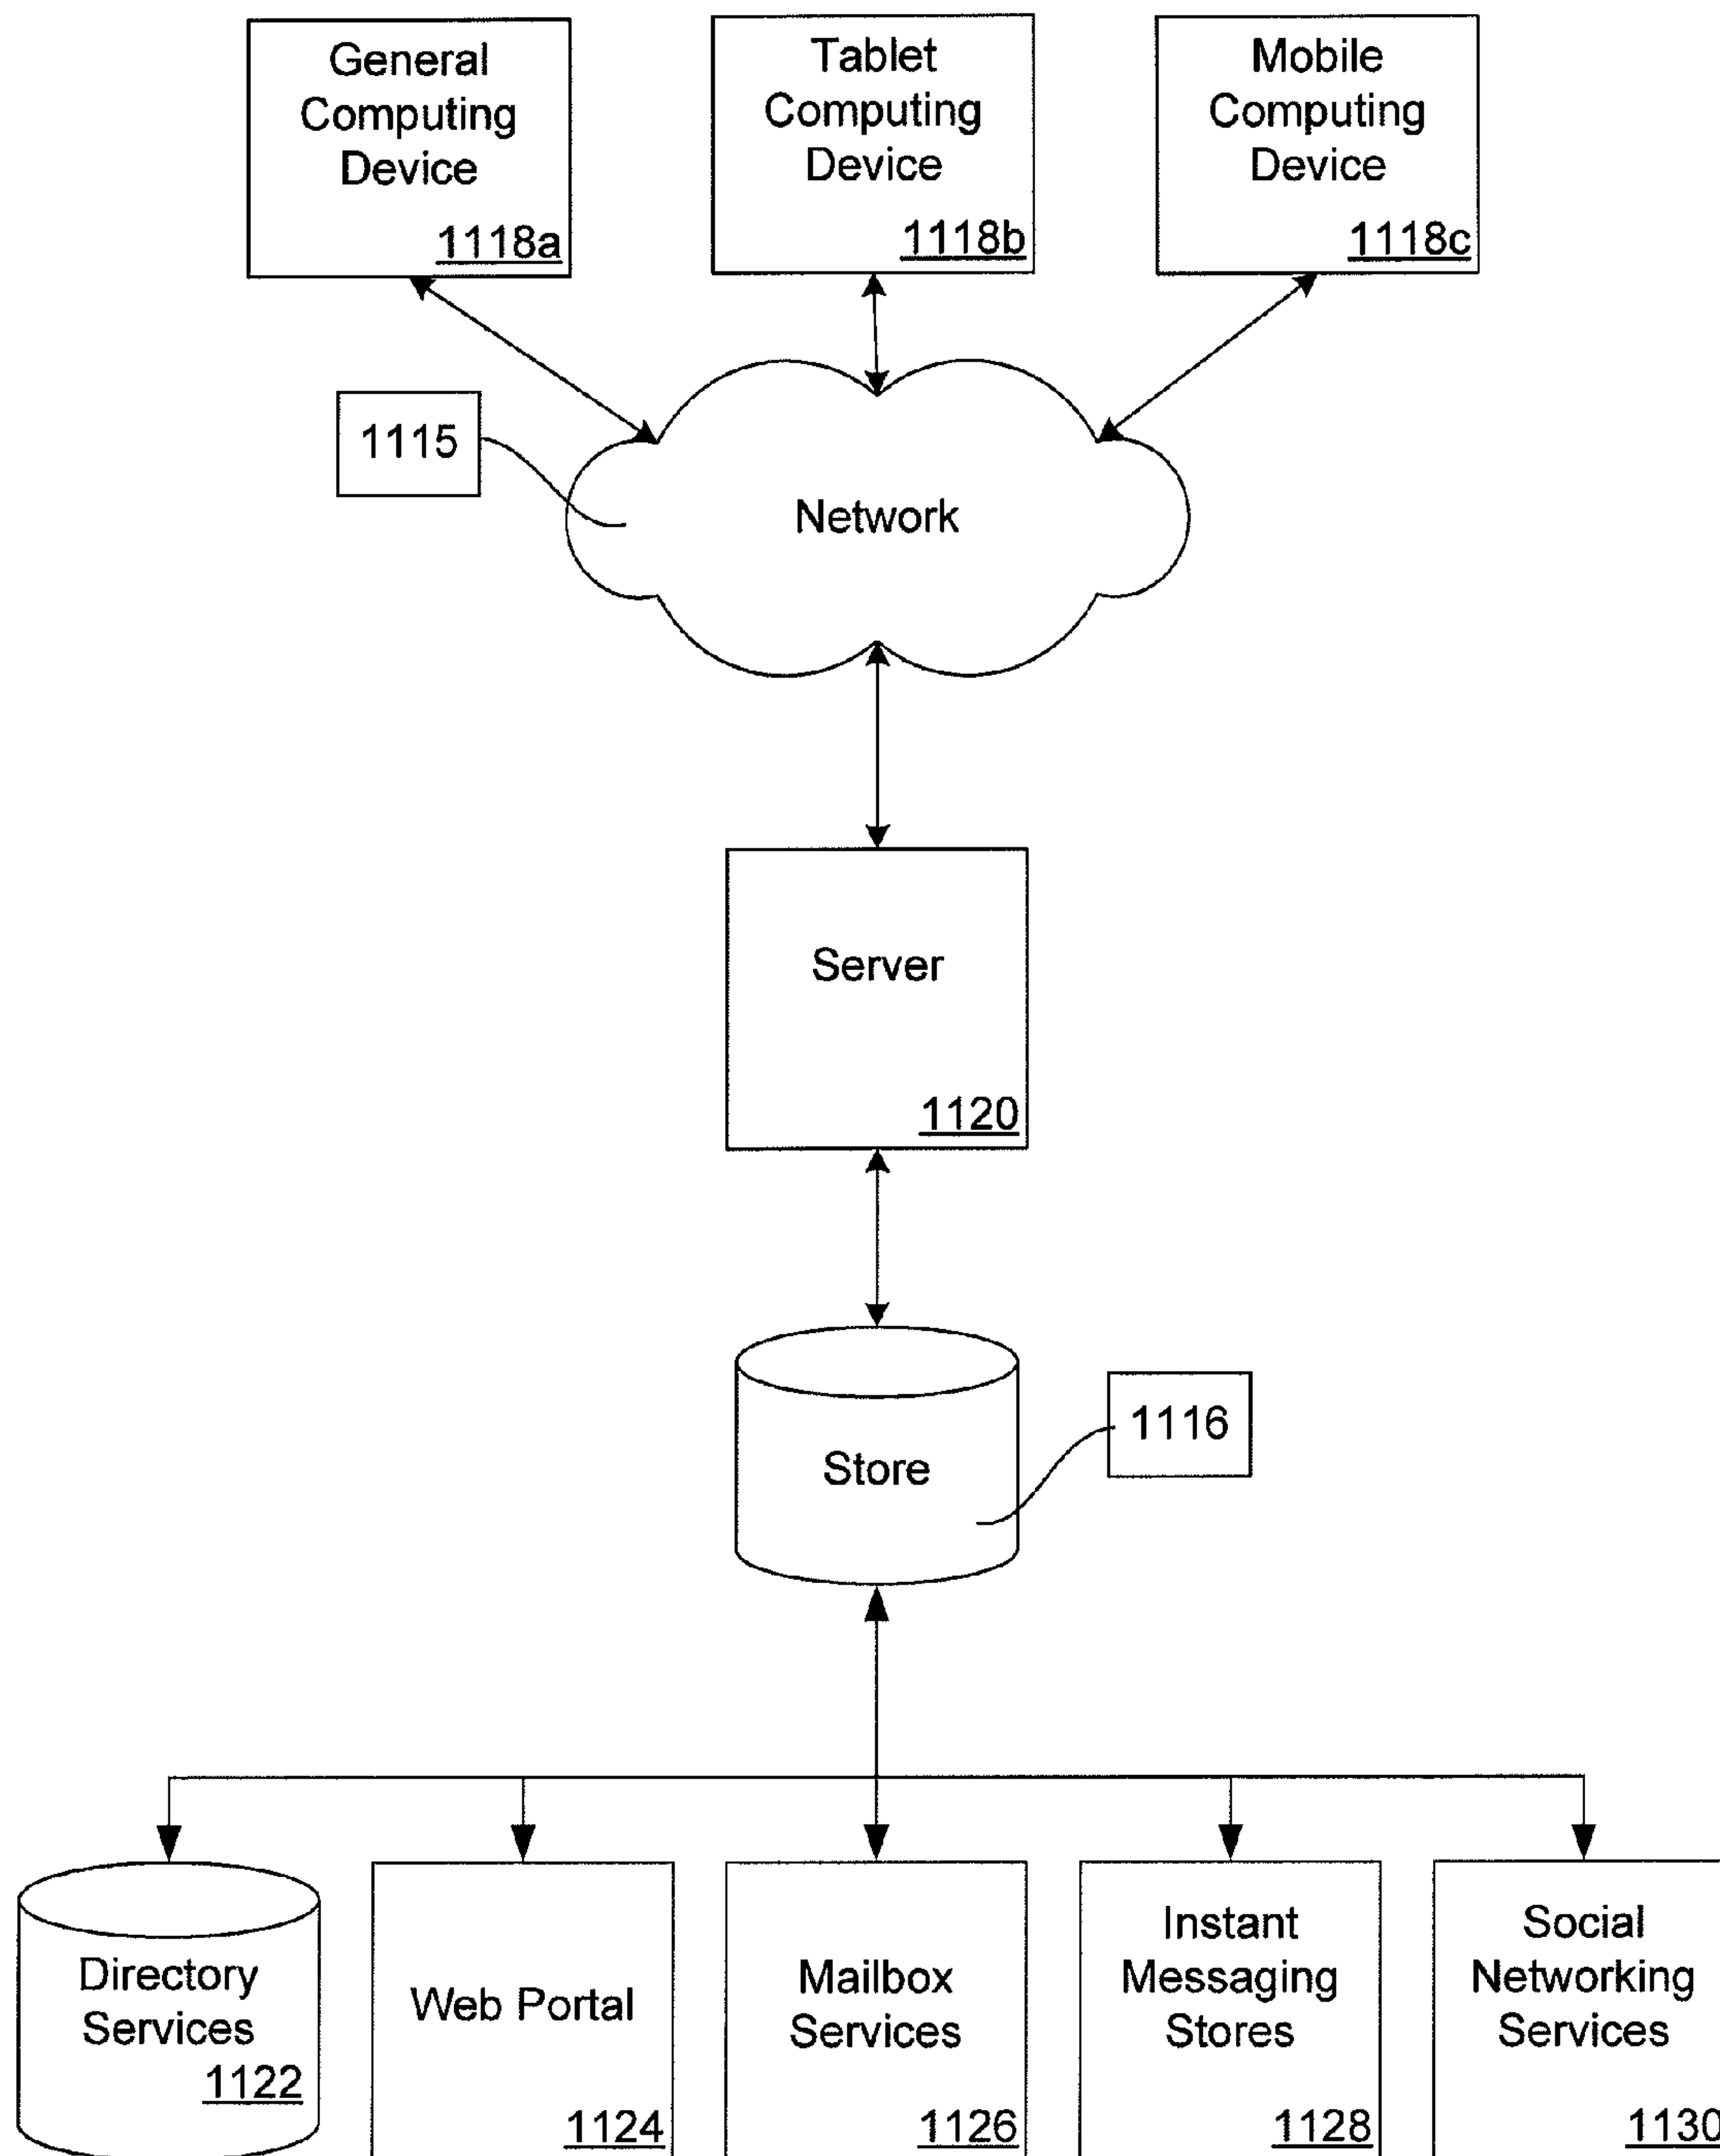 General
Computing
Device
1118a
Tablet
Computing
Device
1118b
Mobile
Computing
Device
1118c
1115
Network
Server
1120
Store
1116
Directory
Services
1122
Web Portal
1124
Mailbox
Services
1126
Instant
Messaging
Stores
1128
Social
Networking
Services
1130